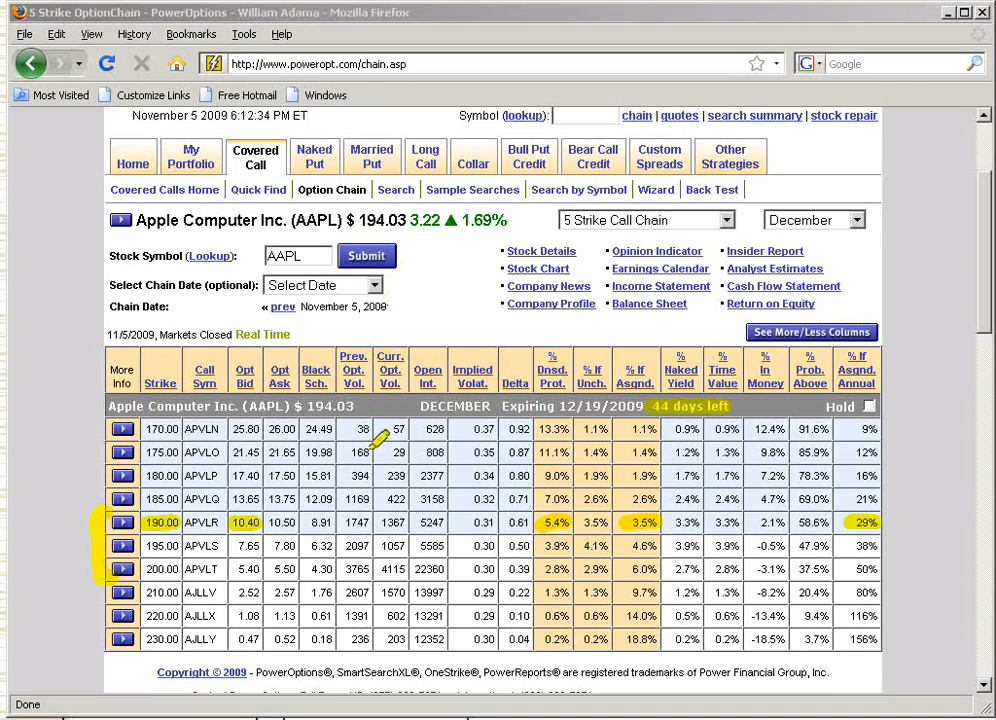 5 Strike OptionChain - PowerOptions - William Adama - Mozilla Firefox
File Edit View History Bookmarks Tools Help
http://www.poweropt.com/chain.asp Google
Most Visited Customize Links Free Hotmail Windows
November 5 2009 6:12:34 PM ET Symbol (lookup): chain | quotes | search summary | stock repair
Home My Portfolio Covered Call Naked Put Married Put Long Call Collar Bull Put Credit Bear Call Credit Custom Spreads Other Strategies
Covered Calls Home Quick Find Option Chain Search Sample Searches Search by Symbol Wizard Back Test
Apple Computer Inc. (AAPL) $ 194.03 3.22 ▲ 1.69% 5 Strike Call Chain December
Stock Symbol (Lookup): AAPL Submit
Select Chain Date (optional): Select Date
Chain Date: « prev November 5, 2009
• Stock Details • Opinion Indicator • Insider Report
• Stock Chart • Earnings Calendar • Analyst Estimates
• Company News • Income Statement • Cash Flow Statement
• Company Profile • Balance Sheet • Return on Equity
11/5/2009, Markets Closed Real Time See More/Less Columns
More Info Strike Call Sym Opt Bid Opt Ask Black Sch. Prev. Opt. Vol. Curr. Opt. Vol. Open Int. Implied Volat. Delta % Dnsd. Prot. % If Unch. % If Asgnd. % Naked Yield % Time Value % In Money % Prob. Above % If Asgnd. Annual
Apple Computer Inc. (AAPL) $ 194.03 DECEMBER Expiring 12/19/2009 44 days left Hold
170.00 APVLN 25.80 26.00 24.49 38 57 628 0.37 0.92 13.3% 1.1% 1.1% 0.9% 0.9% 12.4% 91.6% 9%
175.00 APVLO 21.45 21.65 19.98 168 29 808 0.35 0.87 11.1% 1.4% 1.4% 1.2% 1.3% 9.8% 85.9% 12%
180.00 APVLP 17.40 17.50 15.81 394 239 2377 0.34 0.80 9.0% 1.9% 1.9% 1.6% 1.7% 7.2% 78.3% 16%
185.00 APVLQ 13.65 13.75 12.09 1169 422 3158 0.32 0.71 7.0% 2.6% 2.6% 2.4% 2.4% 4.7% 69.0% 21%
190.00 APVLR 10.40 10.50 8.91 1747 1367 5247 0.31 0.61 5.4% 3.5% 3.5% 3.3% 3.3% 2.1% 58.6% 29%
195.00 APVLS 7.65 7.80 6.32 2097 1057 5585 0.30 0.50 3.9% 4.1% 4.6% 3.9% 3.9% -0.5% 47.9% 38%
200.00 APVLT 5.40 5.50 4.30 3765 4115 22360 0.30 0.39 2.8% 2.9% 6.0% 2.7% 2.8% -3.1% 37.5% 50%
210.00 AJLLV 2.52 2.57 1.76 2607 1570 13997 0.29 0.22 1.3% 1.3% 9.7% 1.2% 1.3% -8.2% 20.4% 80%
220.00 AJLLX 1.08 1.13 0.61 1391 602 13291 0.29 0.10 0.6% 0.6% 14.0% 0.5% 0.6% -13.4% 9.4% 116%
230.00 AJLLY 0.47 0.52 0.18 236 203 12352 0.30 0.04 0.2% 0.2% 18.8% 0.2% 0.2% -18.5% 3.7% 156%
Copyright © 2009 - PowerOptions®, SmartSearchXL®, OneStrike®, PowerReports® are registered trademarks of Power Financial Group, Inc.
Done